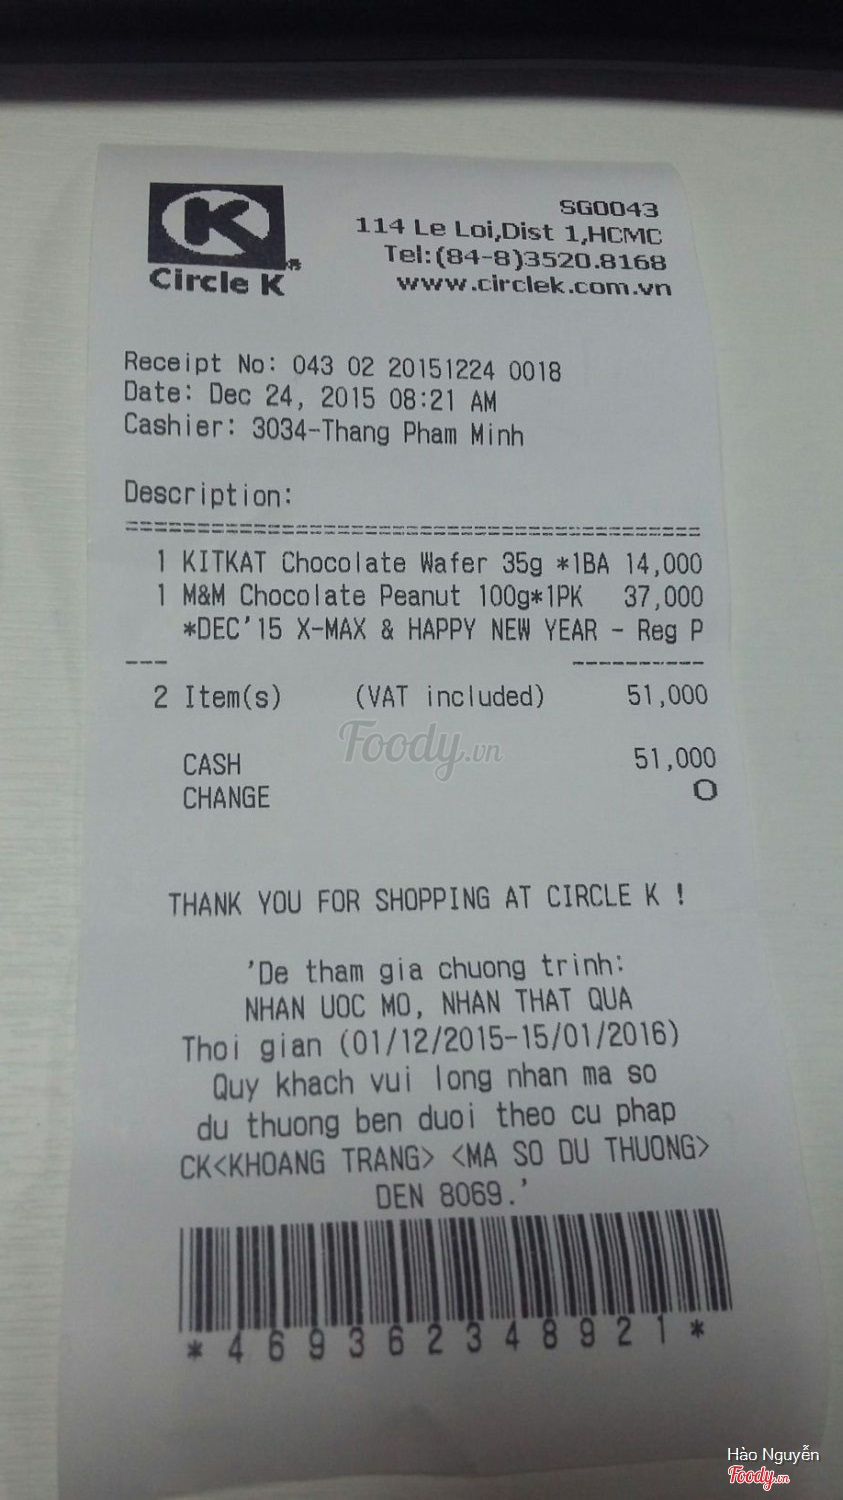 Circle K
SG0043
114 Le Loi,Dist 1,HCMC
Tel:(84-8)3520.8168
www.circlek.com.vn
Receipt No: 043 02 20151224 0018
Date: Dec 24, 2015 08:21 AM
Cashier: 3034-Thang Pham Minh
Description:
1 KITKAT Chocolate Wafer 35g *1BA 14,000
1 M&M Chocolate Peanut 100g*1PK 37,000
*DEC'15 X-MAX & HAPPY NEW YEAR - Reg P
2 Item(s) (VAT included) 51,000
Foody.vn
CASH 51,000
CHANGE 0
THANK YOU FOR SHOPPING AT CIRCLE K !
'De tham gia chuong trinh:
NHAN UOC MO, NHAN THAT QUA
Thoi gian (01/12/2015-15/01/2016)
Quy khach vui long nhan ma so
du thuong ben duoi theo cu phap
CK<KHOANG TRANG> <MA SO DU THUONG>
DEN 8069.'
*469362348921*
Hào Nguyễn
Foody.vn